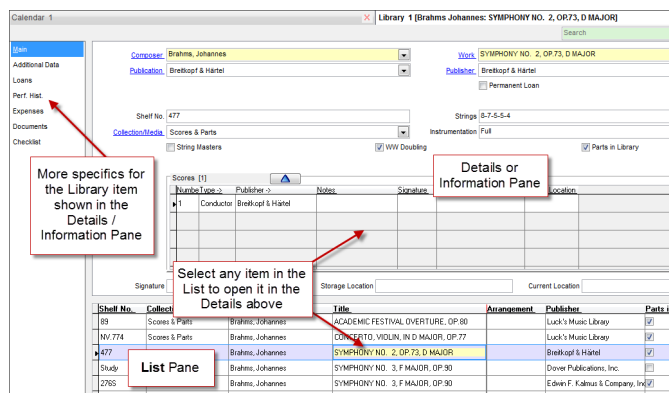 Calendar 1
Library 1 [Brahms Johannes: SYMPHONY NO. 2, OP.73, D MAJOR]
Search
Main
Additional Data
Loans
Perf. Hist.
Expenses
Documents
Checklist
Composer Brahms, Johannes Work SYMPHONY NO. 2, OP.73, D MAJOR
Publication Breitkopf & Härtel Publisher Breitkopf & Härtel
Permanent Loan
Shelf No. 477 Strings 8-7-5-5-4
Collection/Media Scores & Parts Instrumentation Full
String Masters WW Doubling Parts in Library
More specifics for
the Library item
shown in the
Details /
Information Pane
Details or
Information Pane
Scores [1]
Numbe Type -> Publisher -> Notes Signature Location
1 Conductor Breitkopf & Härtel
Select any item in the
List to open it in the
Details above
Signature Storage Location Current Location
Shelf No. Collec Title Arrangement Publisher Parts i
89 Scores & Parts Brahms, Johannes ACADEMIC FESTIVAL OVERTURE, OP.80 Luck's Music Library
NV.774 Scores & Parts Brahms, Johannes CONCERTO, VIOLIN, IN D MAJOR, OP.77 Luck's Music Library
477 Brahms, Johannes SYMPHONY NO. 2, OP.73, D MAJOR Breitkopf & Härtel
Study Brahms, Johannes SYMPHONY NO. 3, F MAJOR, OP.90 Dover Publications, Inc.
276S Brahms, Johannes SYMPHONY NO. 3, F MAJOR, OP.90 Edwin F. Kalmus & Company, Inc
List Pane